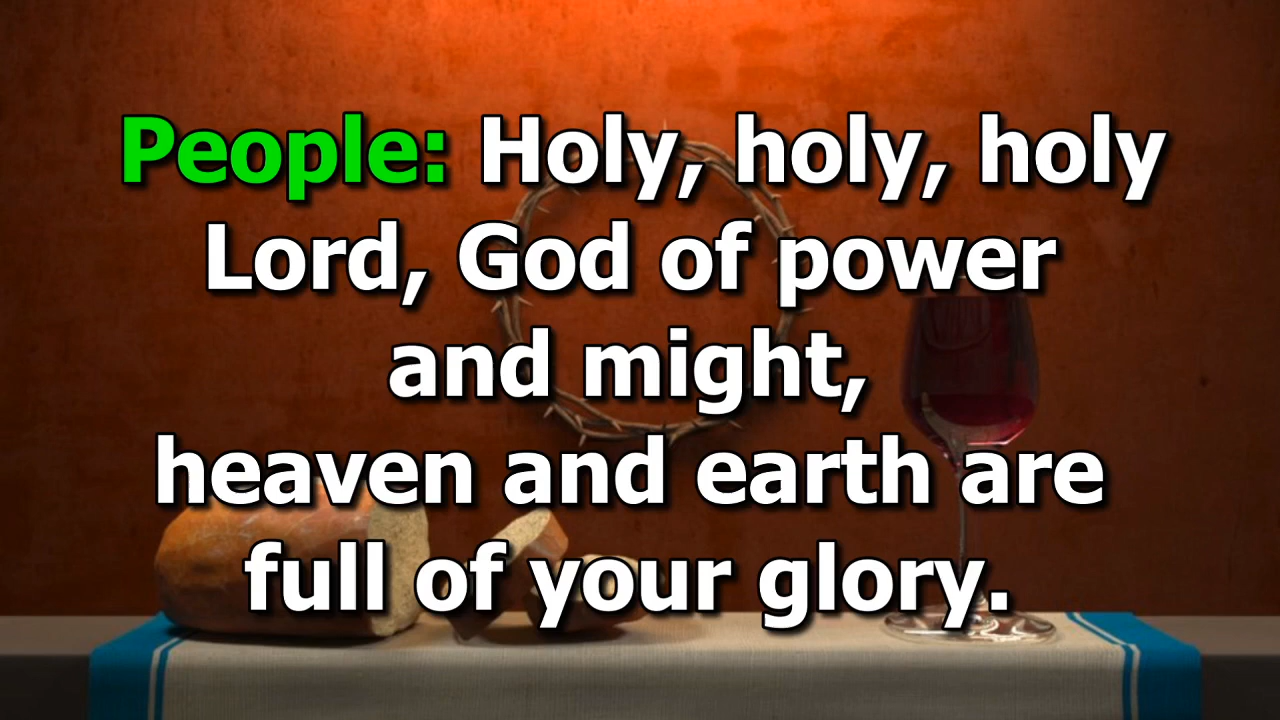 People: Holy, holy, holy
Lord, God of power
and might,
heaven and earth are
full of your glory.